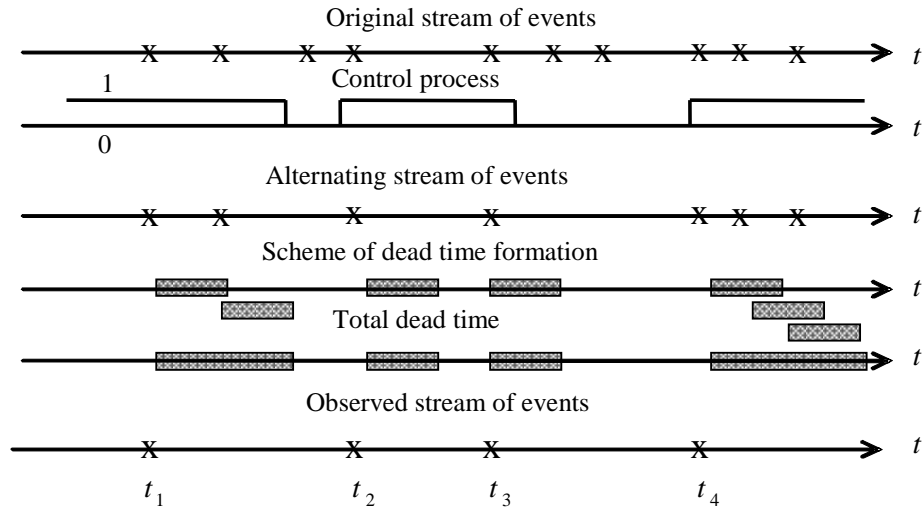 Original stream of events
x x x x x x x x x x t
1 Control process
t
0
Alternating stream of events
x x x x x x x t
Scheme of dead time formation
t
Total dead time
t
Observed stream of events
x x x x t
t1 t2 t3 t4